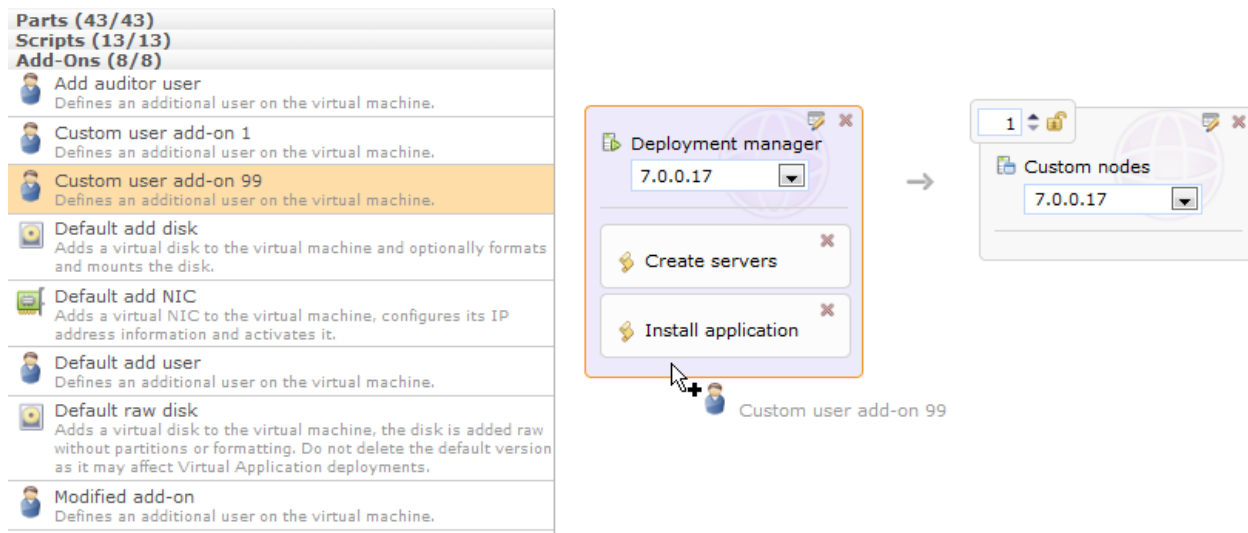 Parts (43/43)
Scripts (13/13)
Add-Ons (8/8)
Add auditor user
Defines an additional user on the virtual machine.
Custom user add-on 1
Defines an additional user on the virtual machine.
Custom user add-on 99
Defines an additional user on the virtual machine.
Default add disk
Adds a virtual disk to the virtual machine and optionally formats
and mounts the disk.
Default add NIC
Adds a virtual NIC to the virtual machine, configures its IP
address information and activates it.
Default add user
Defines an additional user on the virtual machine.
Default raw disk
Adds a virtual disk to the virtual machine, the disk is added raw
without partitions or formatting. Do not delete the default version
as it may affect Virtual Application deployments.
Modified add-on
Defines an additional user on the virtual machine.
Deployment manager
7.0.0.17
Create servers
Install application
Custom user add-on 99
1
Custom nodes
7.0.0.17